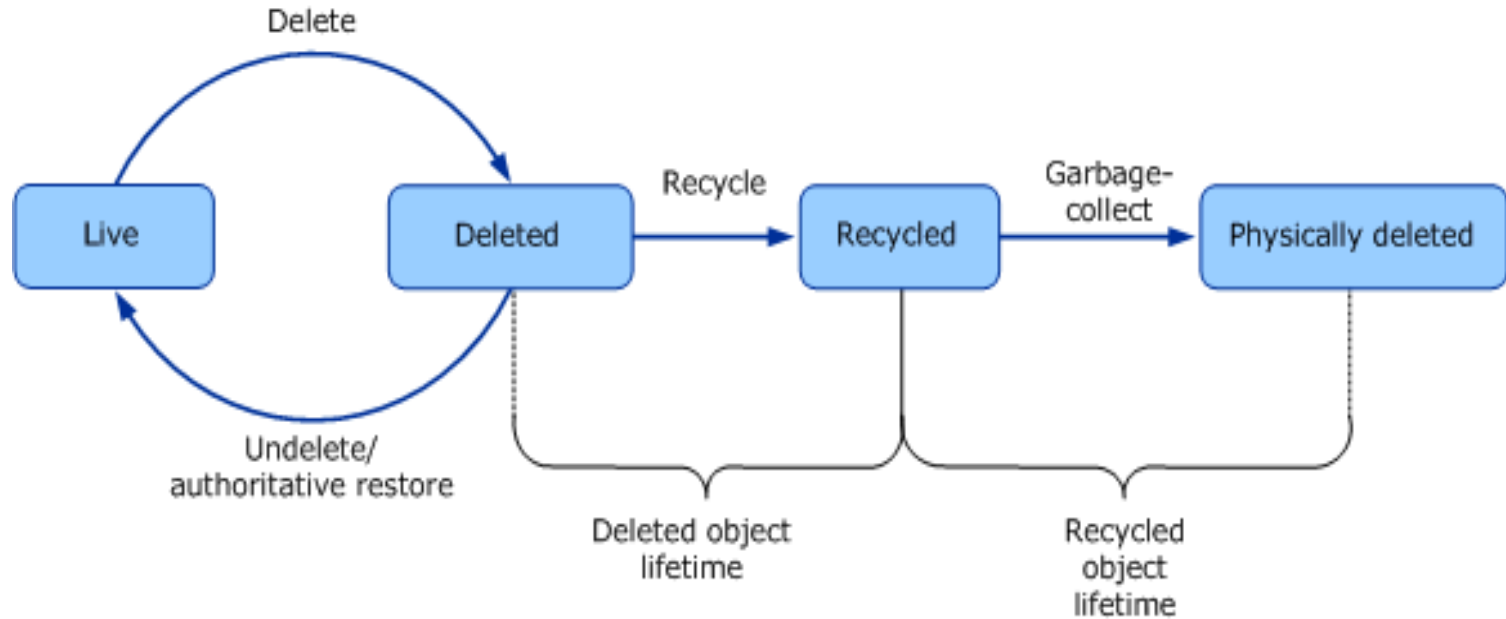 Delete
Live
Deleted
Recycle
Recycled
Garbage-
collect
Physically deleted
Undelete/
authoritative restore
Deleted object
lifetime
Recycled
object
lifetime